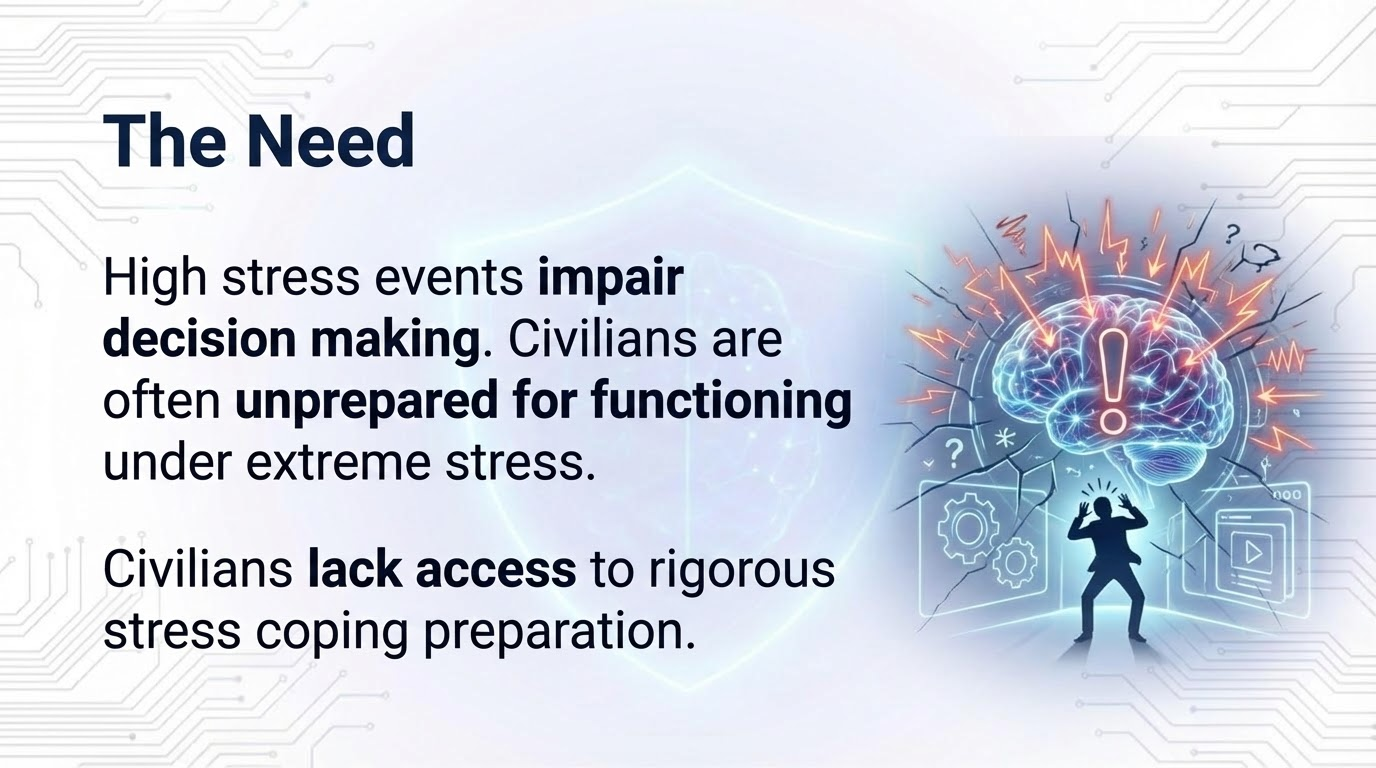 The Need
High stress events impair
decision making. Civilians are
often unprepared for functioning
under extreme stress.
Civilians lack access to rigorous
stress coping preparation.